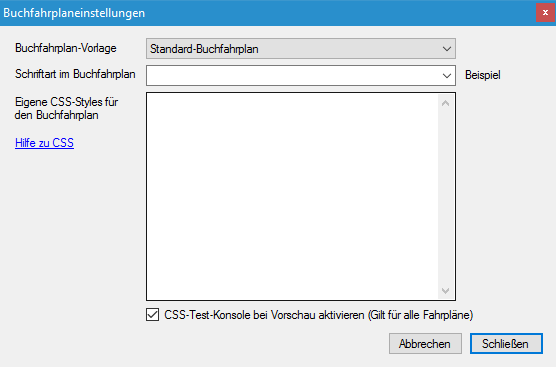 Buchfahrplaneinstellungen
Buchfahrplan-Vorlage
Standard-Buchfahrplan
Schriftart im Buchfahrplan
Beispiel
Eigene CSS-Styles für
den Buchfahrplan
Hilfe zu CSS
CSS-Test-Konsole bei Vorschau aktivieren (Gilt für alle Fahrpläne)
Abbrechen
Schließen